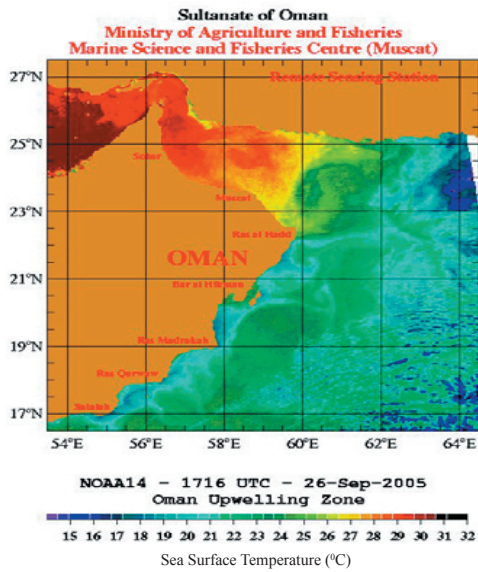 Sultanate of Oman
Ministry of Agriculture and Fisheries
Marine Science and Fisheries Centre (Muscat)
Remote Sensing Station
27°N
25°N
Sohar
Muscat
23°N
Ras al Hadd
OMAN
21°N
Bar al Hikman
Ras Madrakah
19°N
Ras Qurwaw
Salalah
17°N
54°E 56°E 58°E 60°E 62°E 64°E
NOAA14 - 1716 UTC - 26-Sep-2005
Oman Upwelling Zone
15 16 17 18 19 20 21 22 23 24 25 26 27 28 29 30 31 32
Sea Surface Temperature (⁰C)